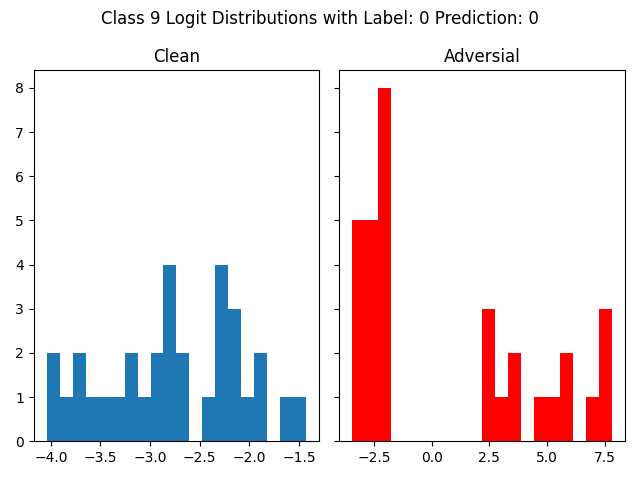 Class 9 Logit Distributions with Label: 0 Prediction: 0
Clean
Adversial
8
7
6
5
4
3
2
1
0
−4.0 −3.5 −3.0 −2.5 −2.0 −1.5
−2.5 0.0 2.5 5.0 7.5